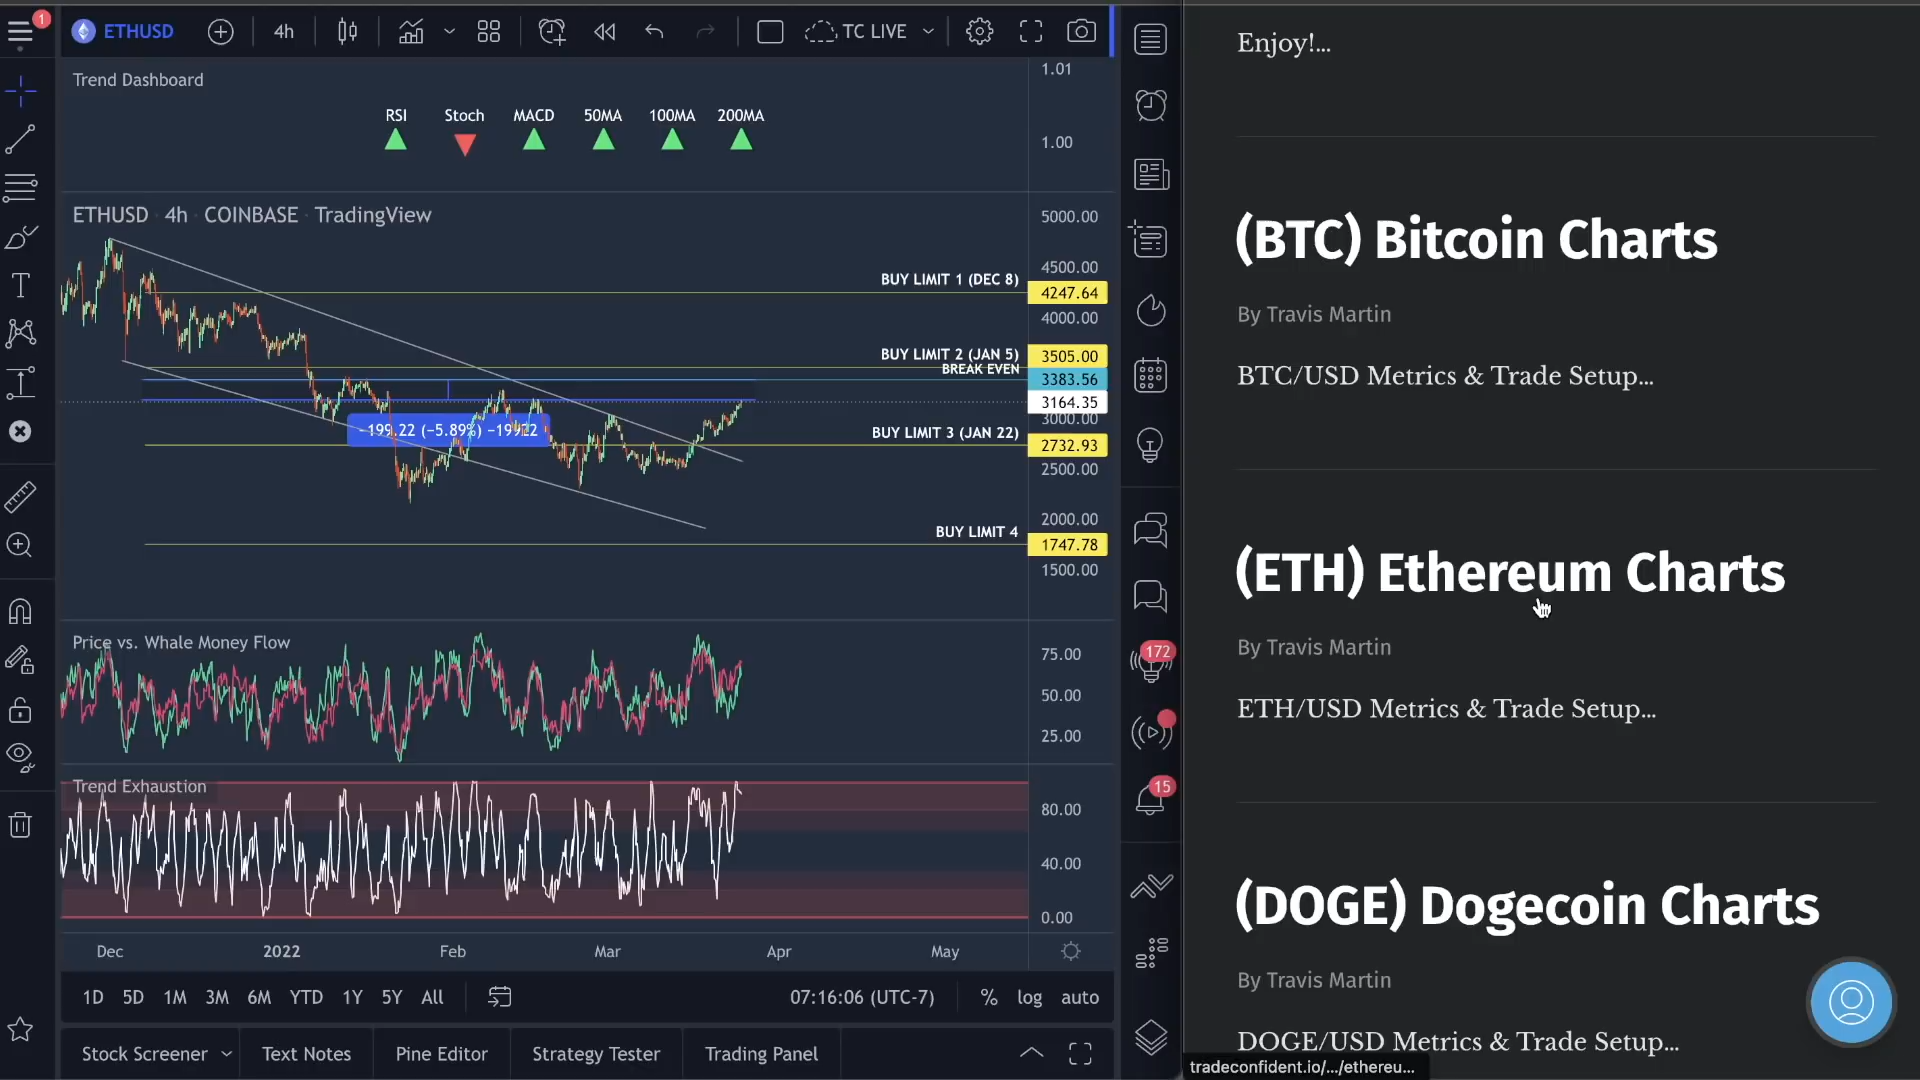 1
ETHUSD
4h
TC LIVE
Trend Dashboard
RSI Stoch MACD 50MA 100MA 200MA
1.01
1.00
ETHUSD 4h COINBASE TradingView
5000.00
4500.00
4000.00
3000.00
2500.00
2000.00
1500.00
BUY LIMIT 1 (DEC 8)
4247.64
BUY LIMIT 2 (JAN 5)
3505.00
BREAK EVEN
3383.56
3164.35
-199.22 (-5.89%) -19922
BUY LIMIT 3 (JAN 22)
2732.93
BUY LIMIT 4
1747.78
Price vs. Whale Money Flow
75.00
50.00
25.00
Trend Exhaustion
80.00
40.00
0.00
Dec 2022 Feb Mar Apr May
1D 5D 1M 3M 6M YTD 1Y 5Y All
07:16:06 (UTC-7)
% log auto
Stock Screener Text Notes Pine Editor Strategy Tester Trading Panel
172
15
Enjoy!...
(BTC) Bitcoin Charts
By Travis Martin
BTC/USD Metrics & Trade Setup...
(ETH) Ethereum Charts
By Travis Martin
ETH/USD Metrics & Trade Setup...
(DOGE) Dogecoin Charts
By Travis Martin
DOGE/USD Metrics & Trade Setup...
tradeconfident.io/.../ethereu...